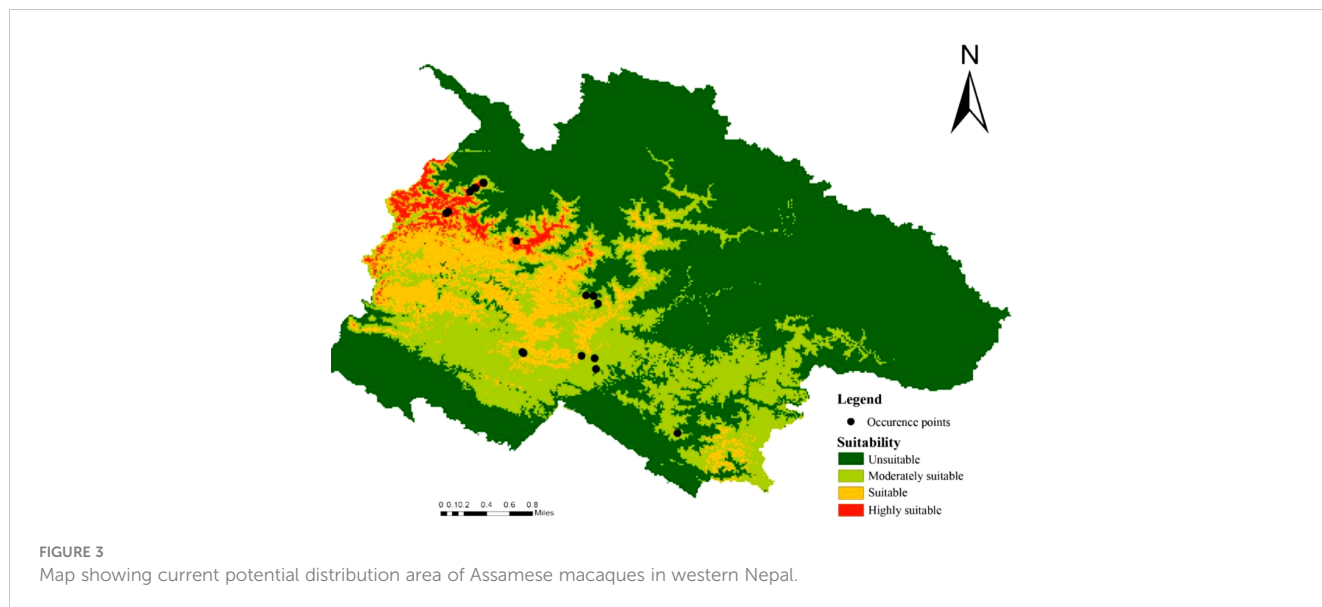 N
Legend
Occurence points
Suitability
Unsuitable
Moderately suitable
Suitable
Highly suitable
0 0.10.2 0.4 0.6 0.8
Miles
FIGURE 3
Map showing current potential distribution area of Assamese macaques in western Nepal.